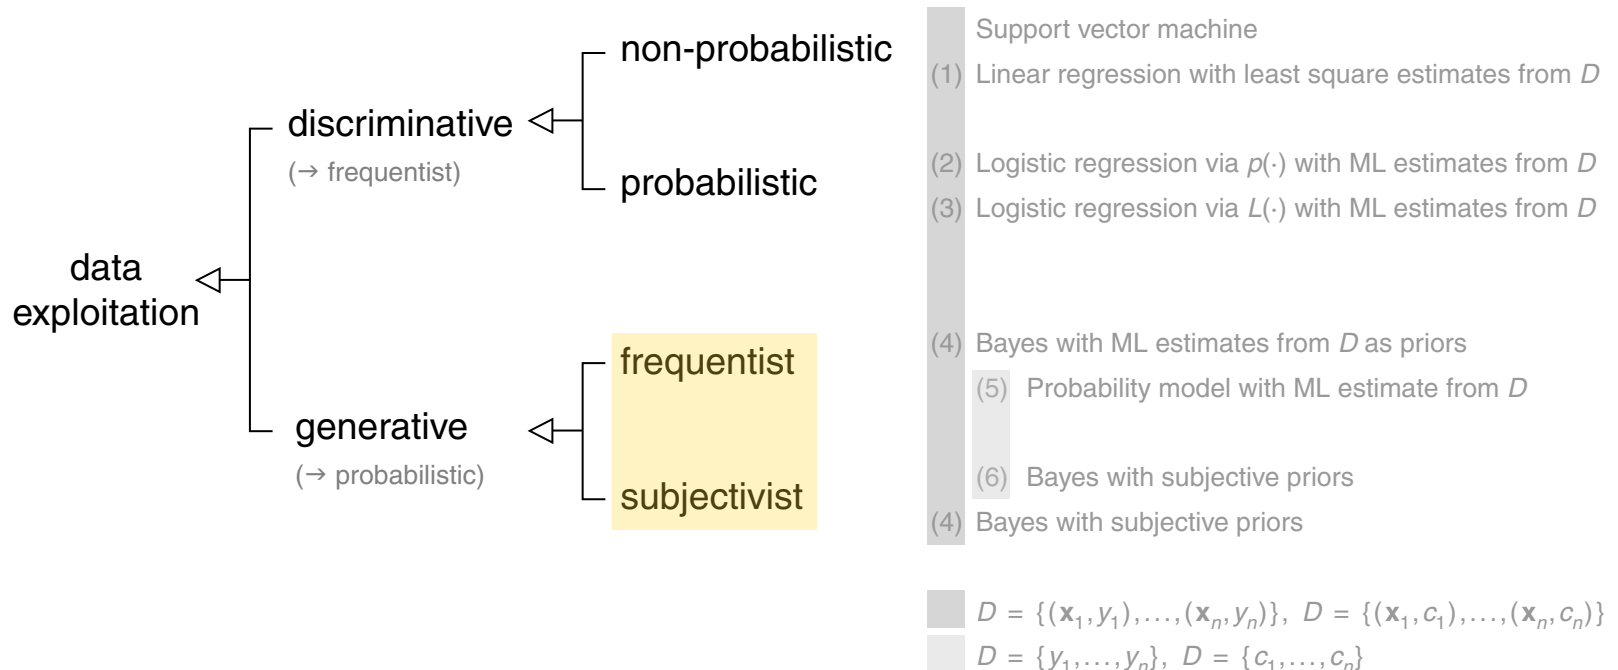 non-probabilistic
discriminative
(→ frequentist)
probabilistic
data
exploitation
frequentist
generative
(→ probabilistic)
subjectivist
Support vector machine
(1) Linear regression with least square estimates from D
(2) Logistic regression via p(·) with ML estimates from D
(3) Logistic regression via L(·) with ML estimates from D
(4) Bayes with ML estimates from D as priors
(5) Probability model with ML estimate from D
(6) Bayes with subjective priors
(4) Bayes with subjective priors
D = {(x₁,y₁),...,(xₙ,yₙ)}, D = {(x₁,c₁),...,(xₙ,cₙ)}
D = {y₁,...,yₙ}, D = {c₁,...,cₙ}